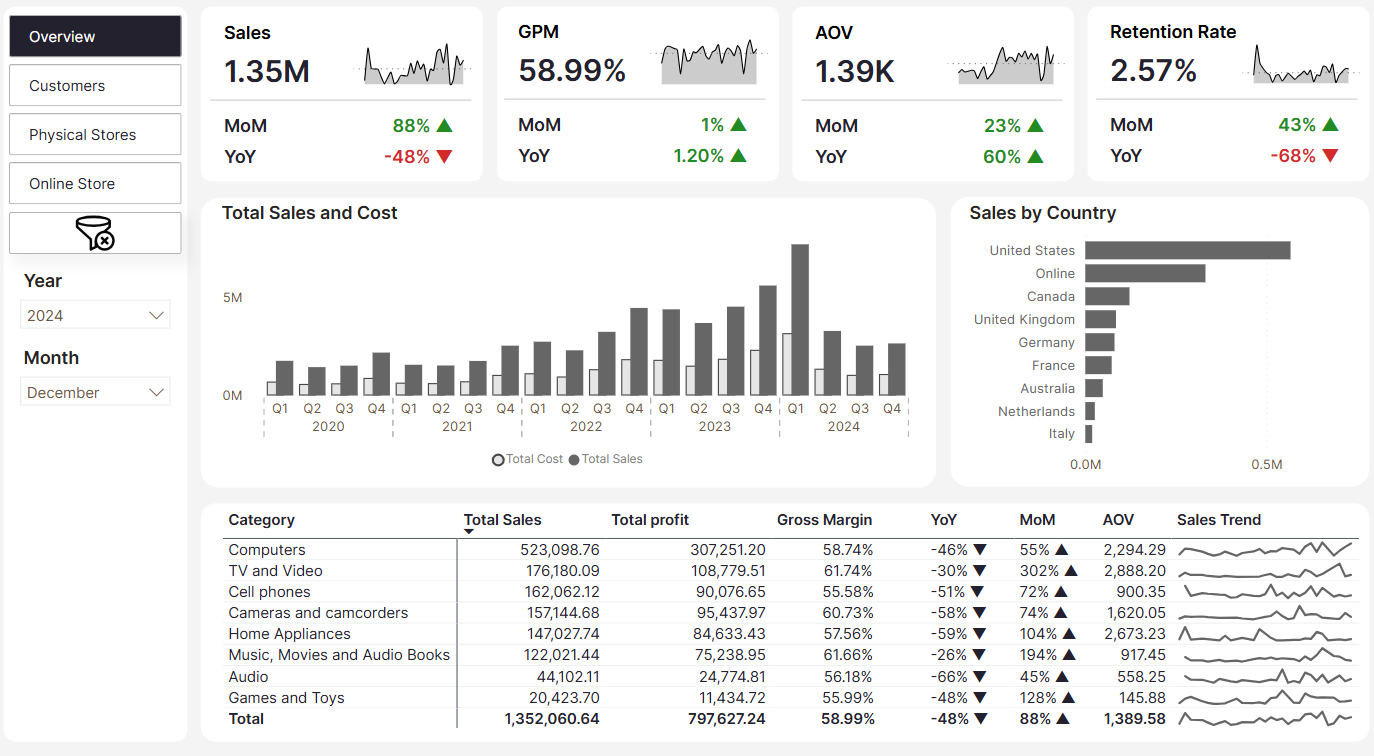 Overview
Customers
Physical Stores
Online Store
Year
2024
Month
December
Sales
1.35M
MoM 88% ▲
YoY -48% ▼
GPM
58.99%
MoM 1% ▲
YoY 1.20% ▲
AOV
1.39K
MoM 23% ▲
YoY 60% ▲
Retention Rate
2.57%
MoM 43% ▲
YoY -68% ▼
Total Sales and Cost
5M
0M
Q1 Q2 Q3 Q4 Q1 Q2 Q3 Q4 Q1 Q2 Q3 Q4 Q1 Q2 Q3 Q4 Q1 Q2 Q3 Q4
2020 2021 2022 2023 2024
Total Cost Total Sales
Sales by Country
United States
Online
Canada
United Kingdom
Germany
France
Australia
Netherlands
Italy
0.0M 0.5M
Category Total Sales Total profit Gross Margin YoY MoM AOV Sales Trend
Computers 523,098.76 307,251.20 58.74% -46% ▼ 55% ▲ 2,294.29
TV and Video 176,180.09 108,779.51 61.74% -30% ▼ 302% ▲ 2,888.20
Cell phones 162,062.12 90,076.65 55.58% -51% ▼ 72% ▲ 900.35
Cameras and camcorders 157,144.68 95,437.97 60.73% -58% ▼ 74% ▲ 1,620.05
Home Appliances 147,027.74 84,633.43 57.56% -59% ▼ 104% ▲ 2,673.23
Music, Movies and Audio Books 122,021.44 75,238.95 61.66% -26% ▼ 194% ▲ 917.45
Audio 44,102.11 24,774.81 56.18% -66% ▼ 45% ▲ 558.25
Games and Toys 20,423.70 11,434.72 55.99% -48% ▼ 128% ▲ 145.88
Total 1,352,060.64 797,627.24 58.99% -48% ▼ 88% ▲ 1,389.58